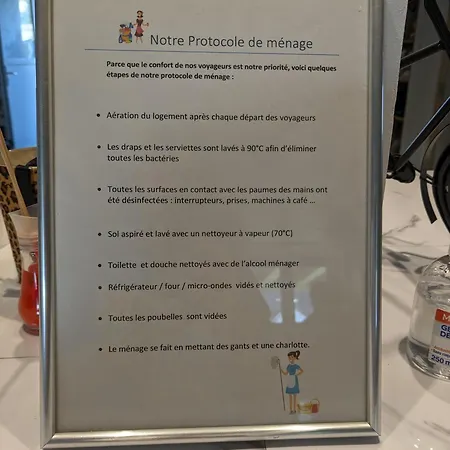 Notre Protocole de ménage
Parce que le confort de nos voyageurs est notre priorité, voici quelques
étapes de notre protocole de ménage :
• Aération du logement après chaque départ des voyageurs
• Les draps et les serviettes sont lavés à 90°C afin d'éliminer
toutes les bactéries
• Toutes les surfaces en contact avec les paumes des mains ont
été désinfectées : interrupteurs, prises, machines à café ...
• Sol aspiré et lavé avec un nettoyeur à vapeur (70°C)
• Toilette et douche nettoyés avec de l'alcool ménager
• Réfrigérateur / four / micro-ondes vidés et nettoyés
• Toutes les poubelles sont vidées
• Le ménage se fait en mettant des gants et une charlotte.
GE
DE
250 m